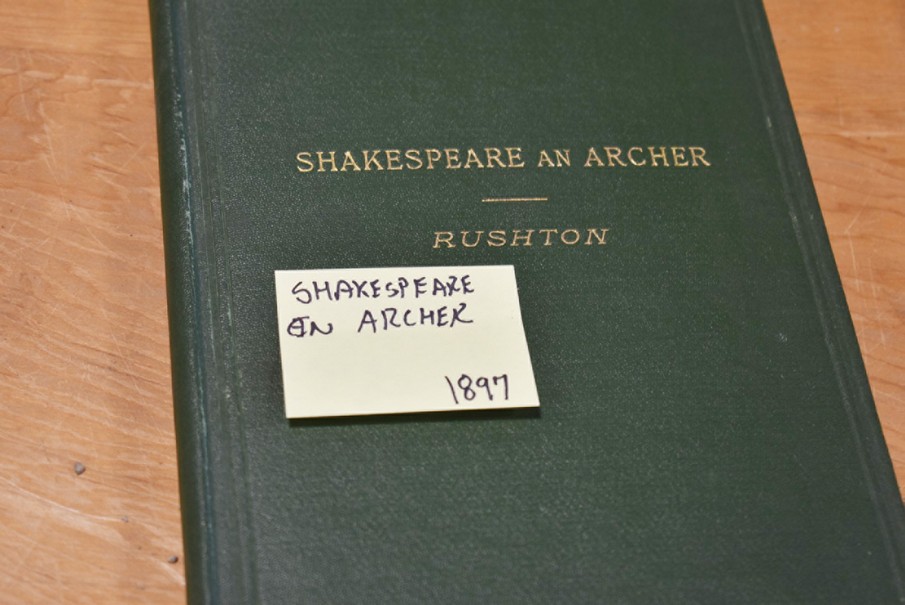 SHAKESPEARE AN ARCHER
RUSHTON
SHAKESPEARE
AN ARCHER
1897